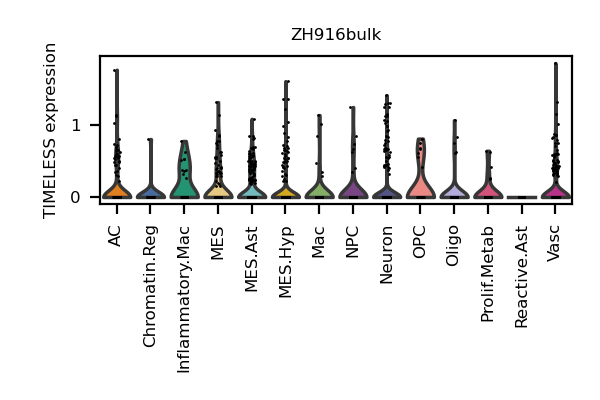 ZH916bulk
TIMELESS expression
1
0
AC
Chromatin.Reg
Inflammatory.Mac
MES
MES.Ast
MES.Hyp
Mac
NPC
Neuron
OPC
Oligo
Prolif.Metab
Reactive.Ast
Vasc